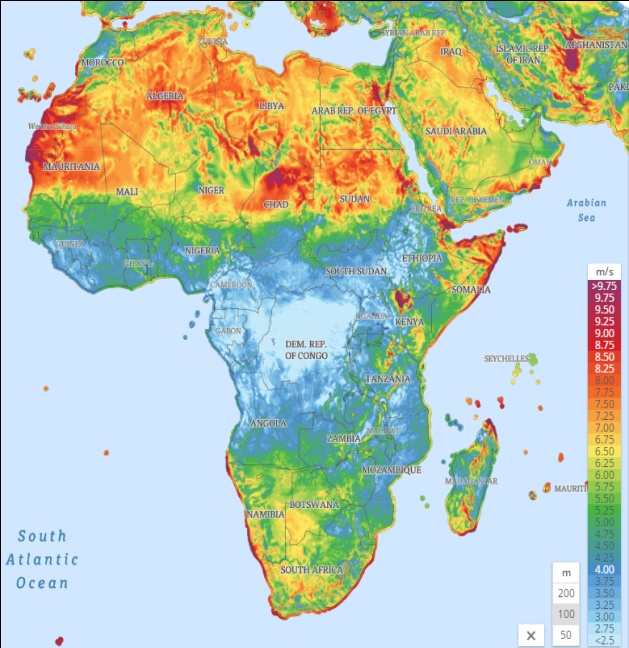 SYRIAN ARAB REP.
TUNISIA
IRAQ
ISLAMIC REP.
OF IRAN
AFGHANISTAN
MOROCCO
PAKI
ALGERIA
LIBYA
ARAB REP. OF EGYPT
Western Sahara
SAUDI ARABIA
MAURITANIA
OMAN
MALI
NIGER
CHAD
SUDAN
REP. OF YEMEN
ERITREA
Arabian
Sea
GUINEA
GHANA
NIGERIA
ETHIOPIA
CAMEROON
SOUTH SUDAN
SOMALIA
GABON
UGANDA
KENYA
DEM. REP.
OF CONGO
SEYCHELLES
TANZANIA
ANGOLA
MALAWI
ZAMBIA
MOZAMBIQUE
MADAGASCAR
MAURITI
BOTSWANA
NAMIBIA
SOUTH AFRICA
South
Atlantic
Ocean
m/s
>9.75
9.75
9.50
9.25
9.00
8.75
8.50
8.25
8.00
7.75
7.50
7.25
7.00
6.75
6.50
6.25
6.00
5.75
5.50
5.25
5.00
4.75
4.50
4.25
4.00
3.75
3.50
3.25
3.00
2.75
<2.5
m
200
100
50
X